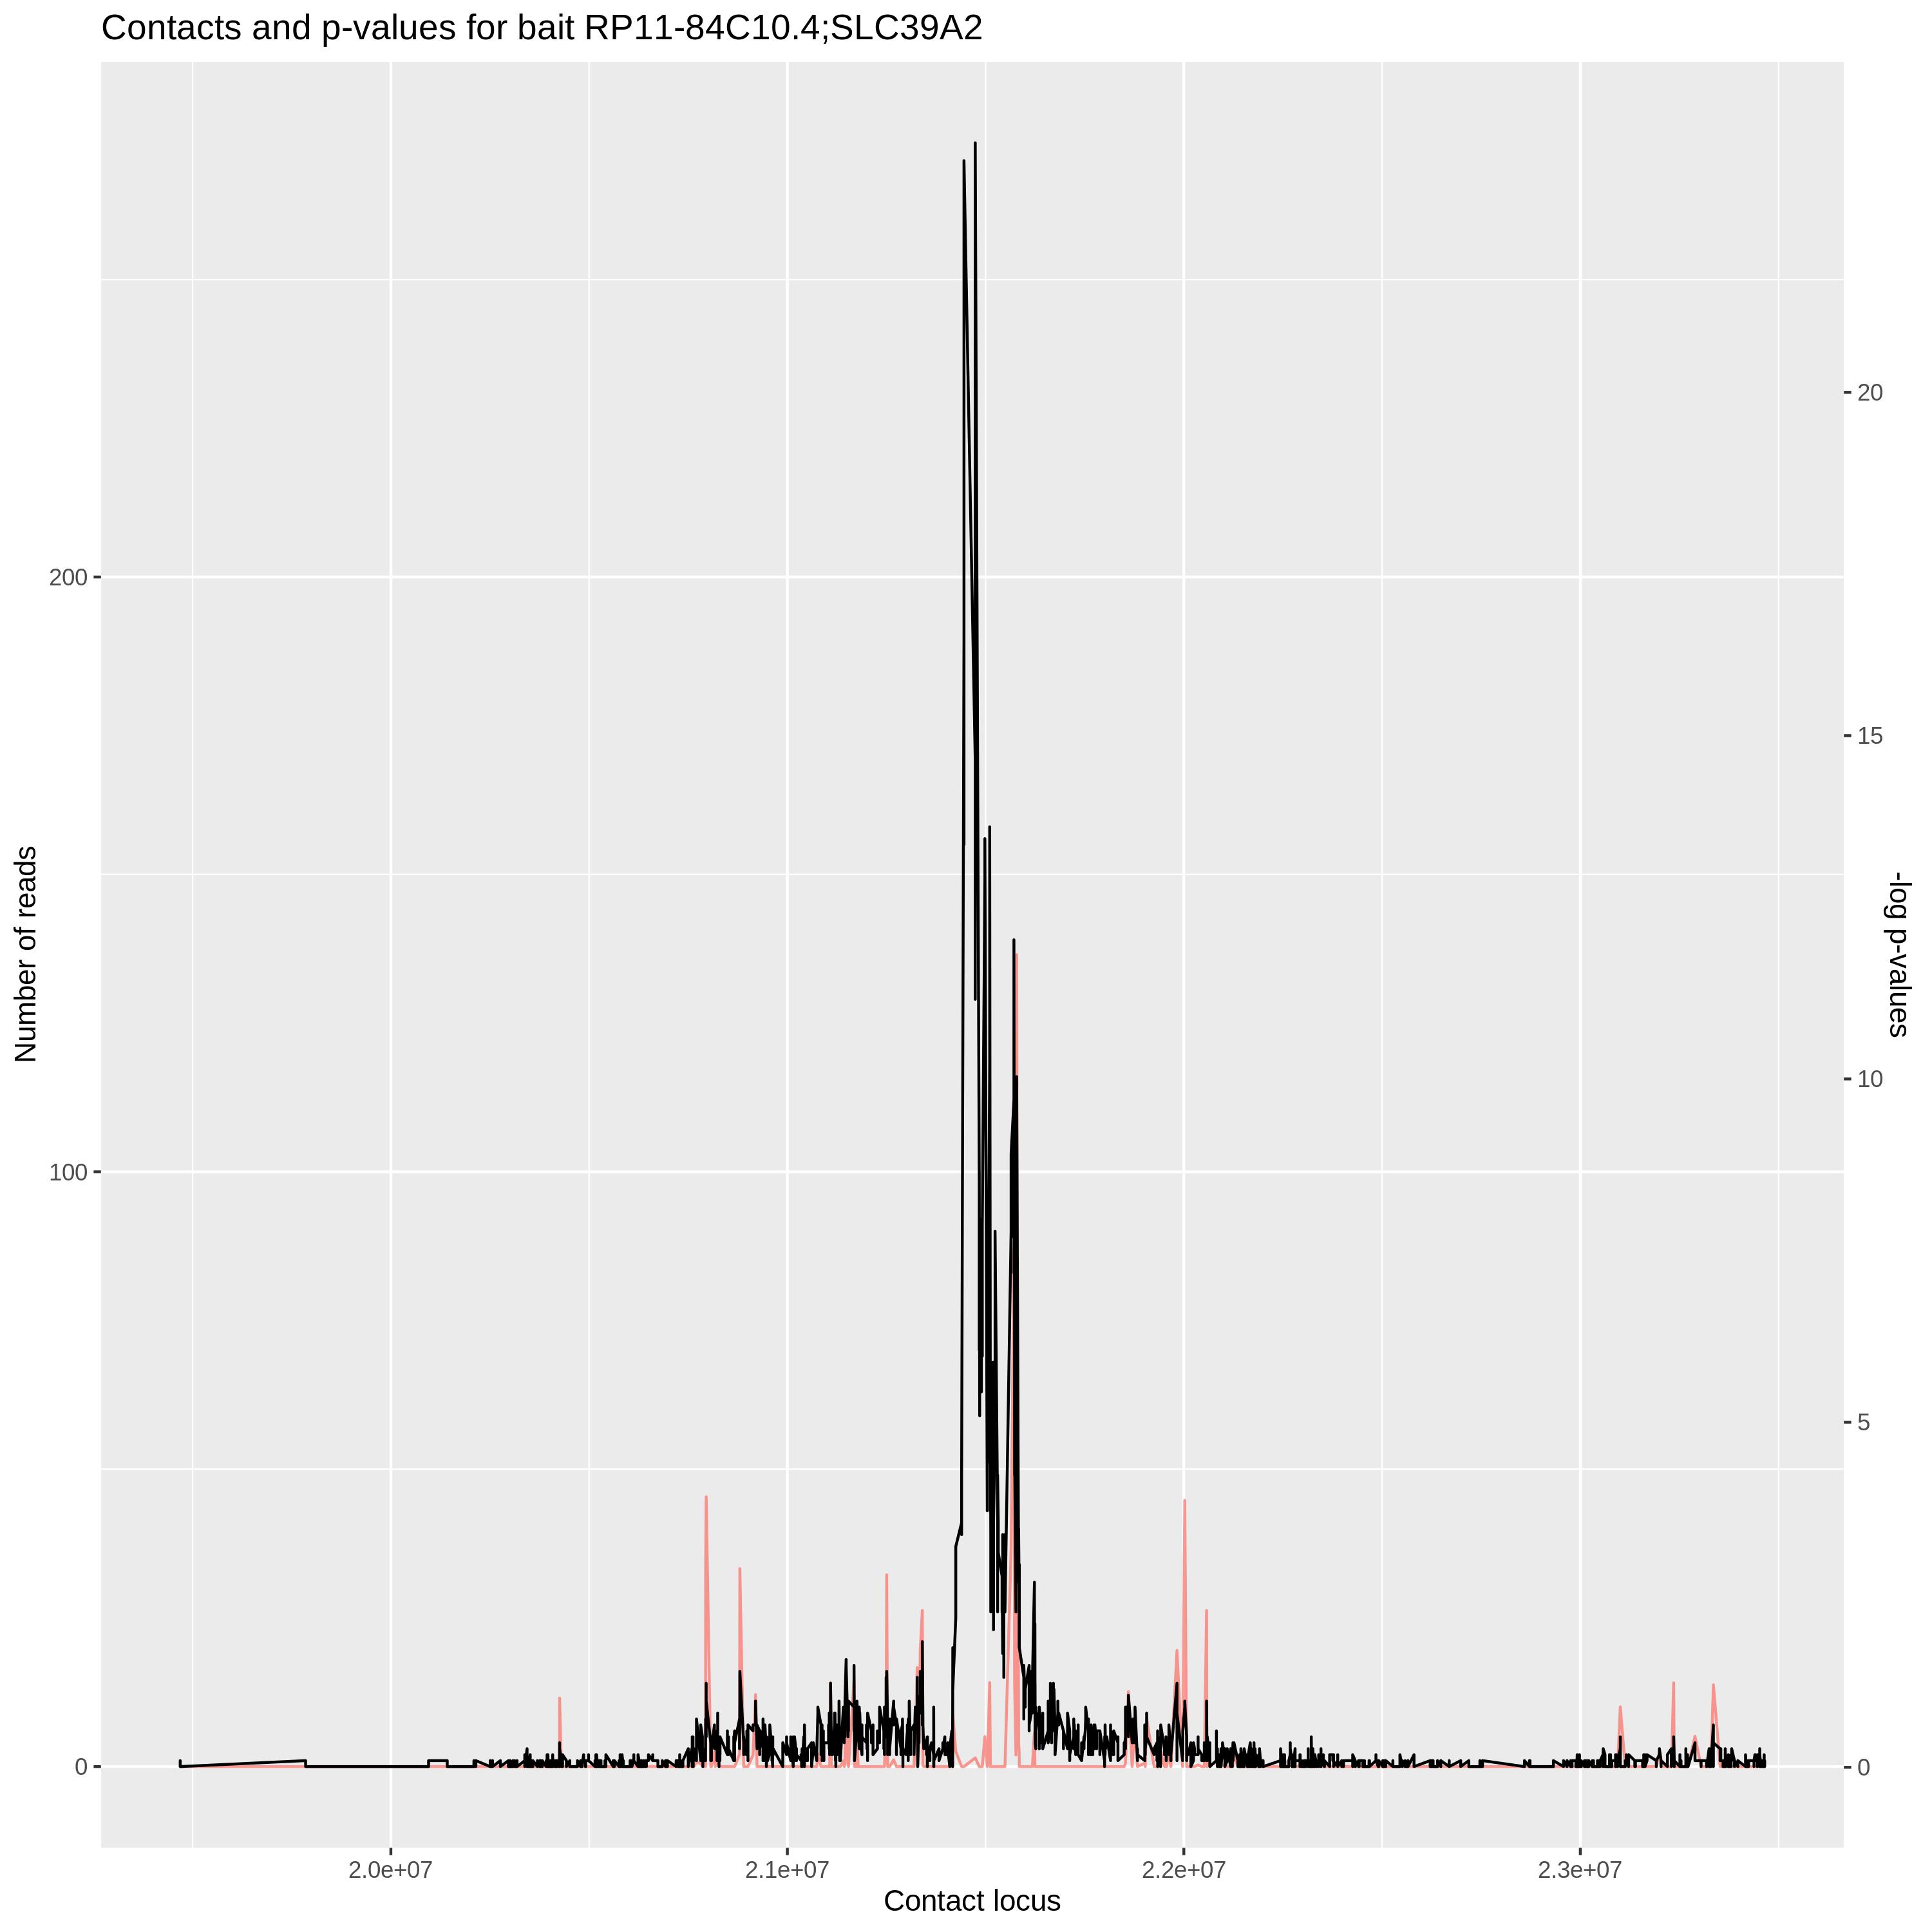 Contacts and p-values for bait RP11-84C10.4;SLC39A2
Number of reads
200
100
0
20
15
10
5
0
-log p-values
2.0e+07
2.1e+07
2.2e+07
2.3e+07
Contact locus